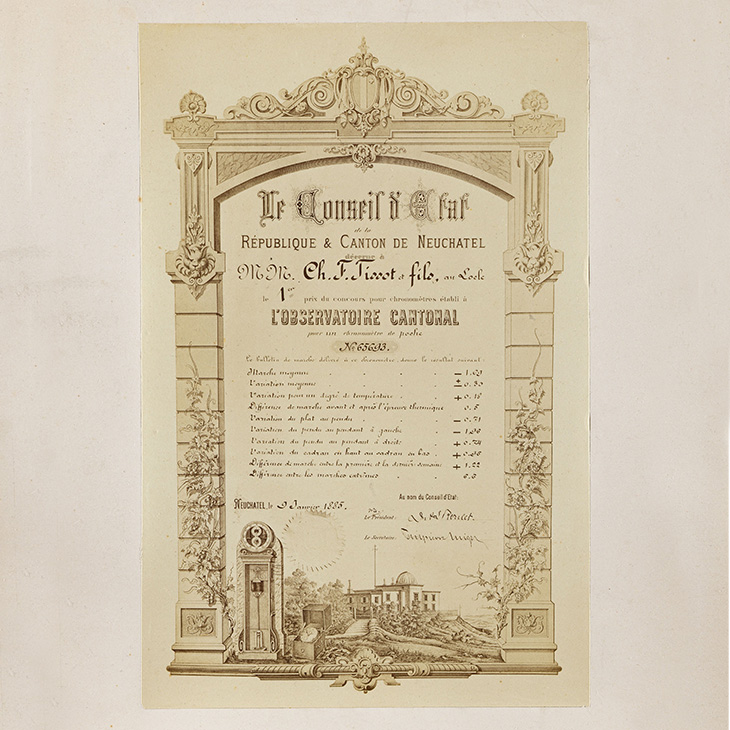 Le Conseil d'Etat
de la
RÉPUBLIQUE & CANTON DE NEUCHATEL
décerne à
MM. Ch. F. Tissot & fils, au Locle
le 1er prix du concours pour chronomètres établi à
L'OBSERVATOIRE CANTONAL
pour un chronomètre de poche
No 65693.
Le bulletin de marche délivré à ce chronomètre donne le résultat suivant:
Marche moyenne
Variation moyenne ±
Variation pour un degré de température +
Différence de marche avant et après l'épreuve thermique
Variation du plat au pendu −
Variation du pendu au pendant à gauche −
Variation du pendu au pendant à droite +
Variation du cadran en haut au cadran en bas +
Différence de marche entre la première et la dernière semaine + 1.22
Différence entre les marches extrêmes
Au nom du Conseil d'Etat:
NEUCHATEL, le 9 Janvier 1885.
Le Président:
Le Secrétaire: